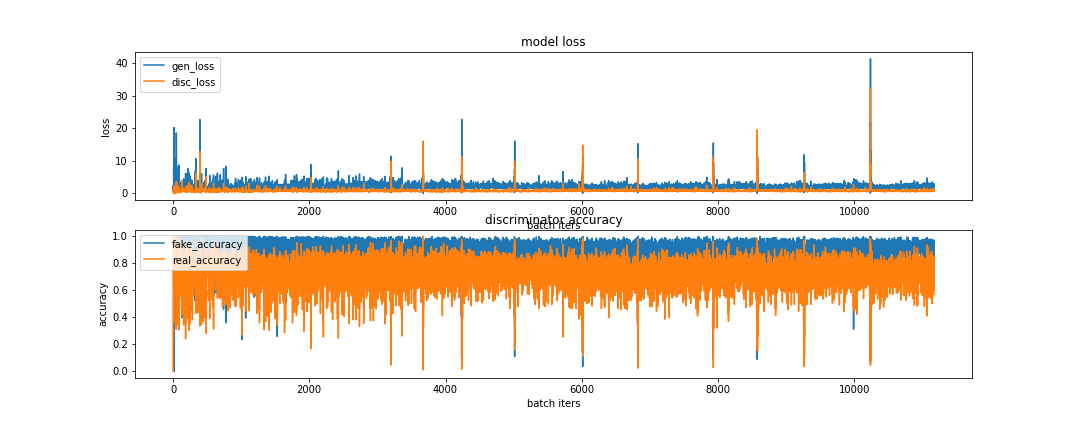 model loss
40
30
20
10
0
loss
gen_loss
disc_loss
0 2000 4000 6000 8000 10000
batch iters
discriminator accuracy
1.0
0.8
0.6
0.4
0.2
0.0
accuracy
fake_accuracy
real_accuracy
0 2000 4000 6000 8000 10000
batch iters